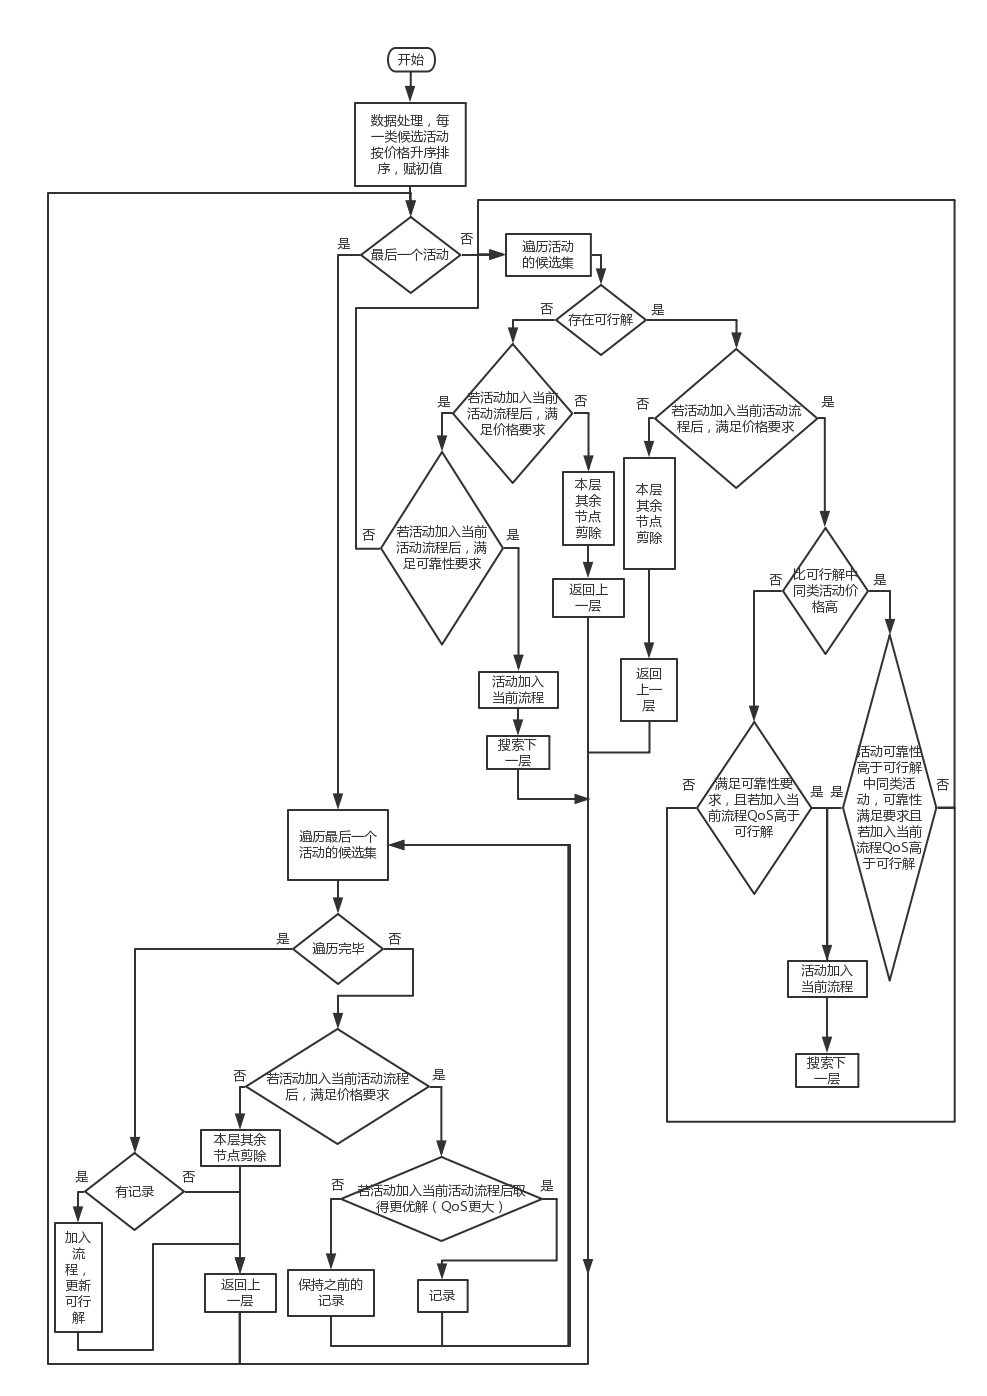 开始
数据处理，每
一类候选活动
按价格升序排
序，赋初值
是
最后一个活动
否
遍历活动
的候选集
否
存在可行解
是
是
若活动加入当前
活动流程后，满
足价格要求
否
否
若活动加入当前活动流
程后，满足价格要求
是
本层
其余
节点
剪除
本层
其余
节点
剪除
否
若活动加入当前
活动流程后，满
足可靠性要求
是
返回上
一层
否
比可行解中
同类活动价
格高
是
活动加入
当前流程
返回
上一
层
搜索下
一层
否
满足可靠性要
求，且若加入当
前流程QoS高于
可行解
是
是
活动可靠性
高于可行解
中同类活
动，可靠性
满足要求且
若加入当前
流程QoS高
于可行解
否
遍历最后一个
活动的候选集
是
遍历完毕
否
活动加入
当前流程
搜索下
一层
否
若活动加入当前活动流程
后，满足价格要求
是
本层其余
节点剪除
是
有记录
否
否
若活动加入当前活动流程后取
得更优解（QoS更大）
是
加入
流
程，
更新
可行
解
返回上
一层
保持之前的
记录
记录